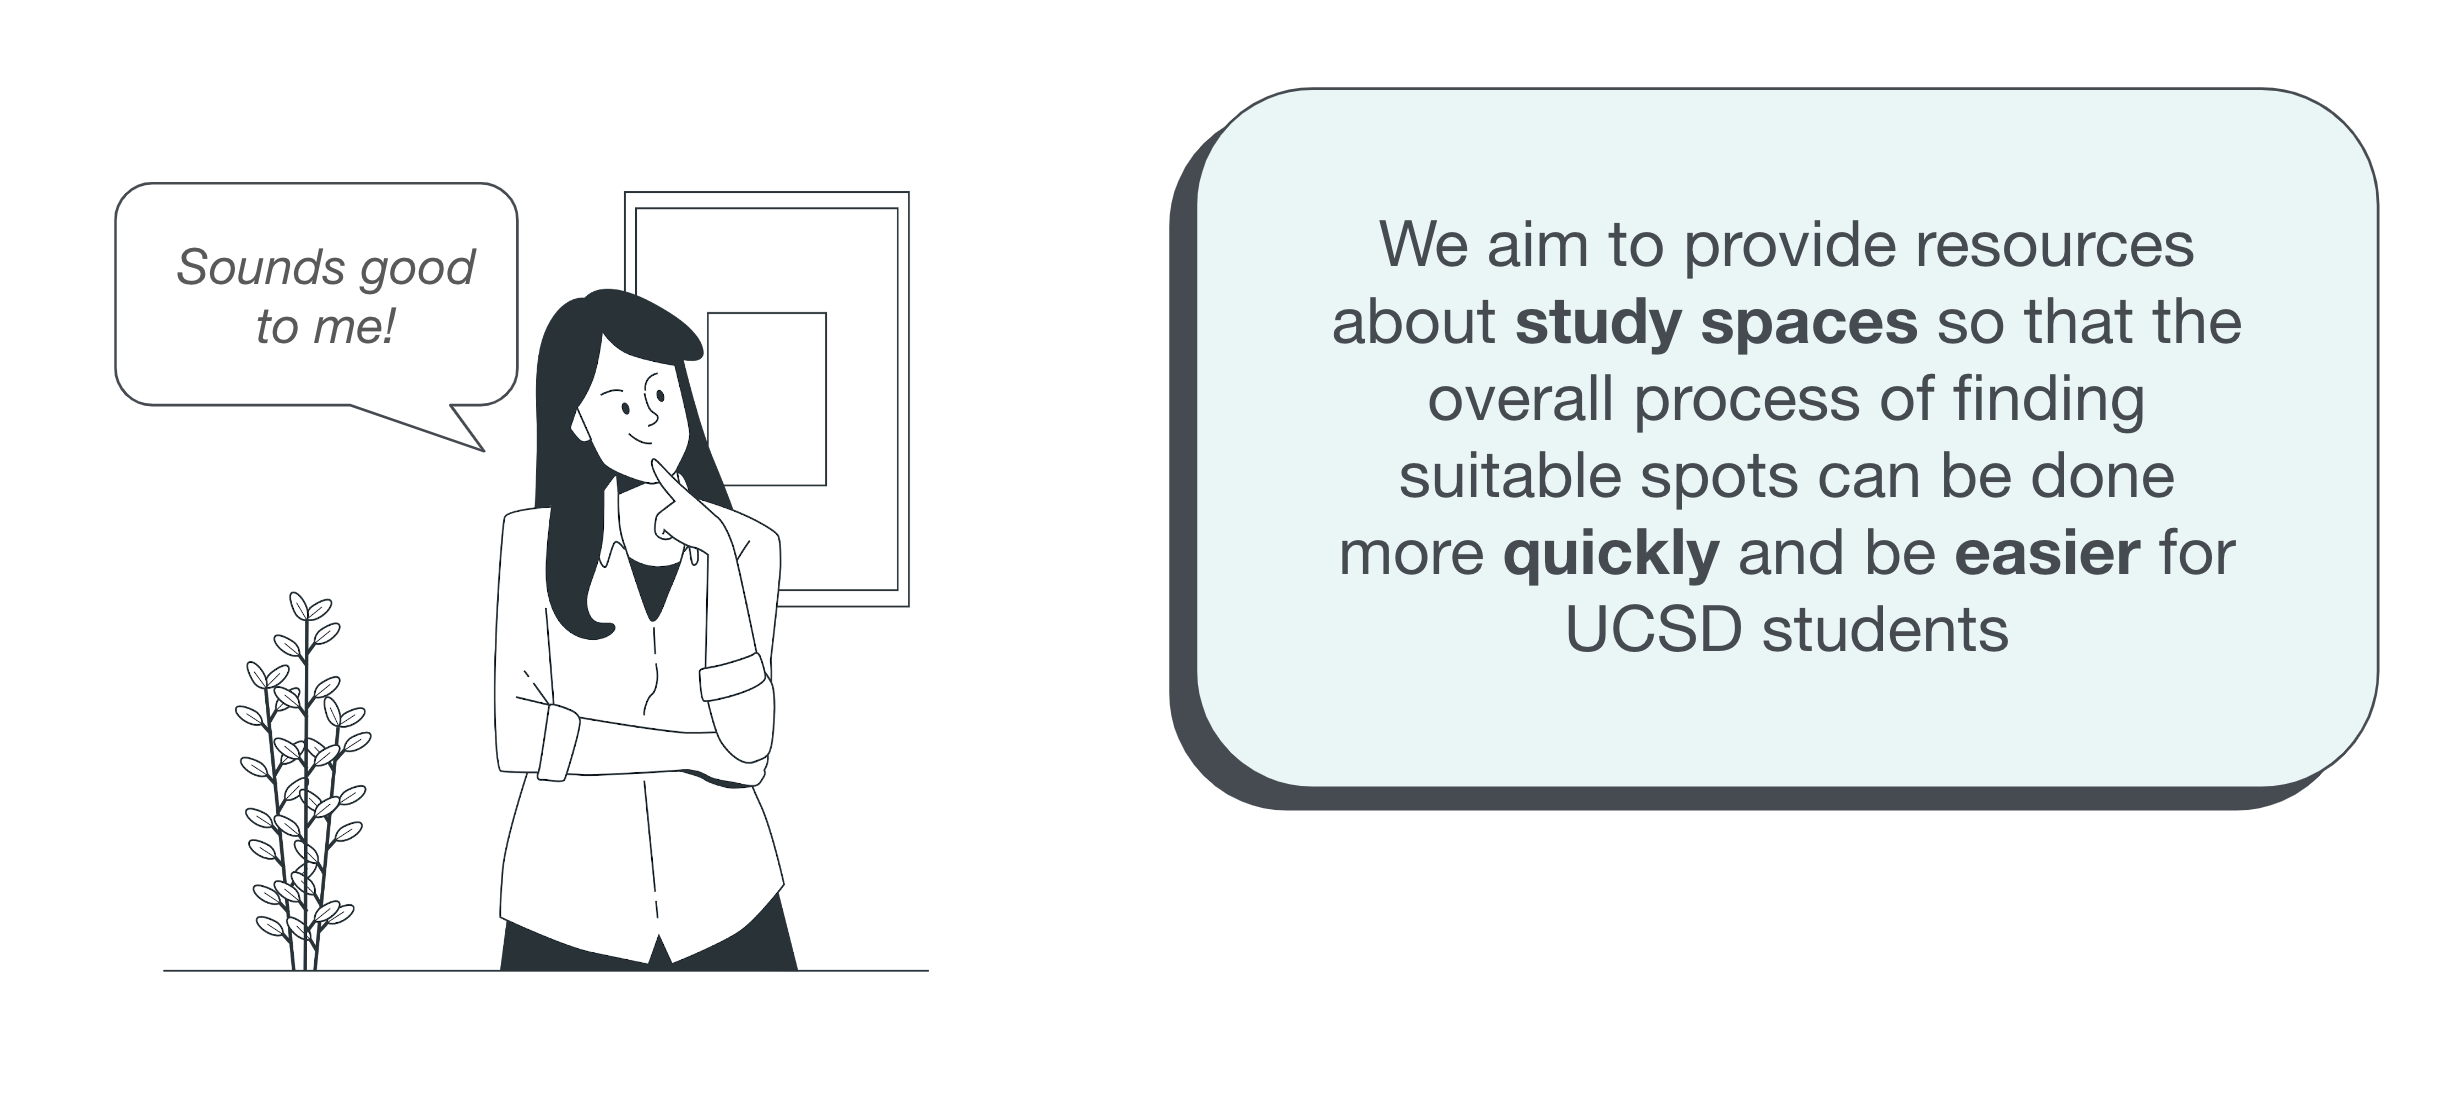 Sounds good
to me!
We aim to provide resources
about study spaces so that the
overall process of finding
suitable spots can be done
more quickly and be easier for
UCSD students